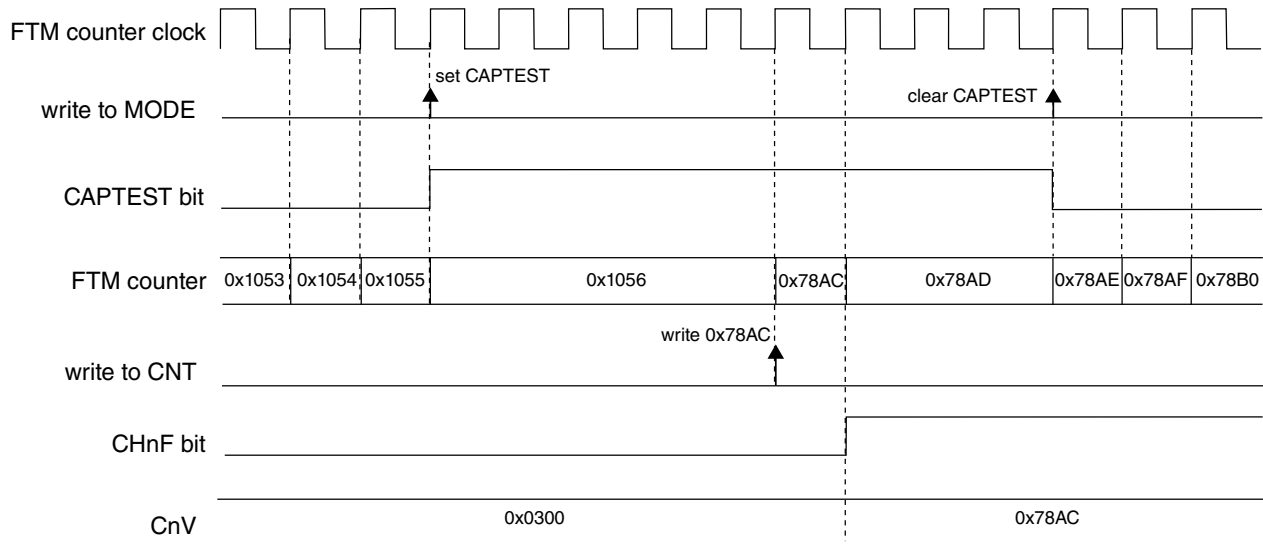 FTM counter clock
set CAPTEST
clear CAPTEST
write to MODE
CAPTEST bit
FTM counter 0x1053 0x1054 0x1055 0x1056 0x78AC 0x78AD 0x78AE 0x78AF 0x78B0
write 0x78AC
write to CNT
CHnF bit
CnV 0x0300 0x78AC